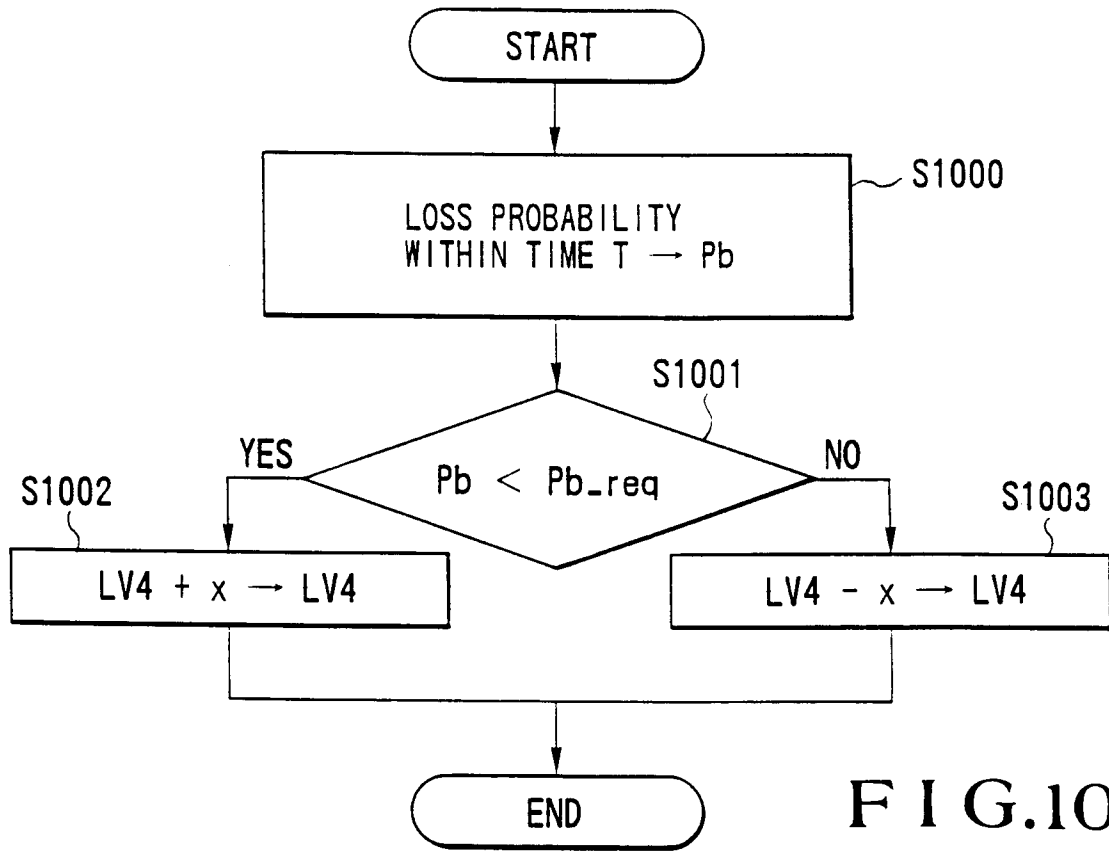 START
S1000
LOSS PROBABILITY
WITHIN TIME T → Pb
S1001
YES
NO
Pb < Pb_req
S1002
S1003
LV4 + x → LV4
LV4 - x → LV4
END
FIG.10